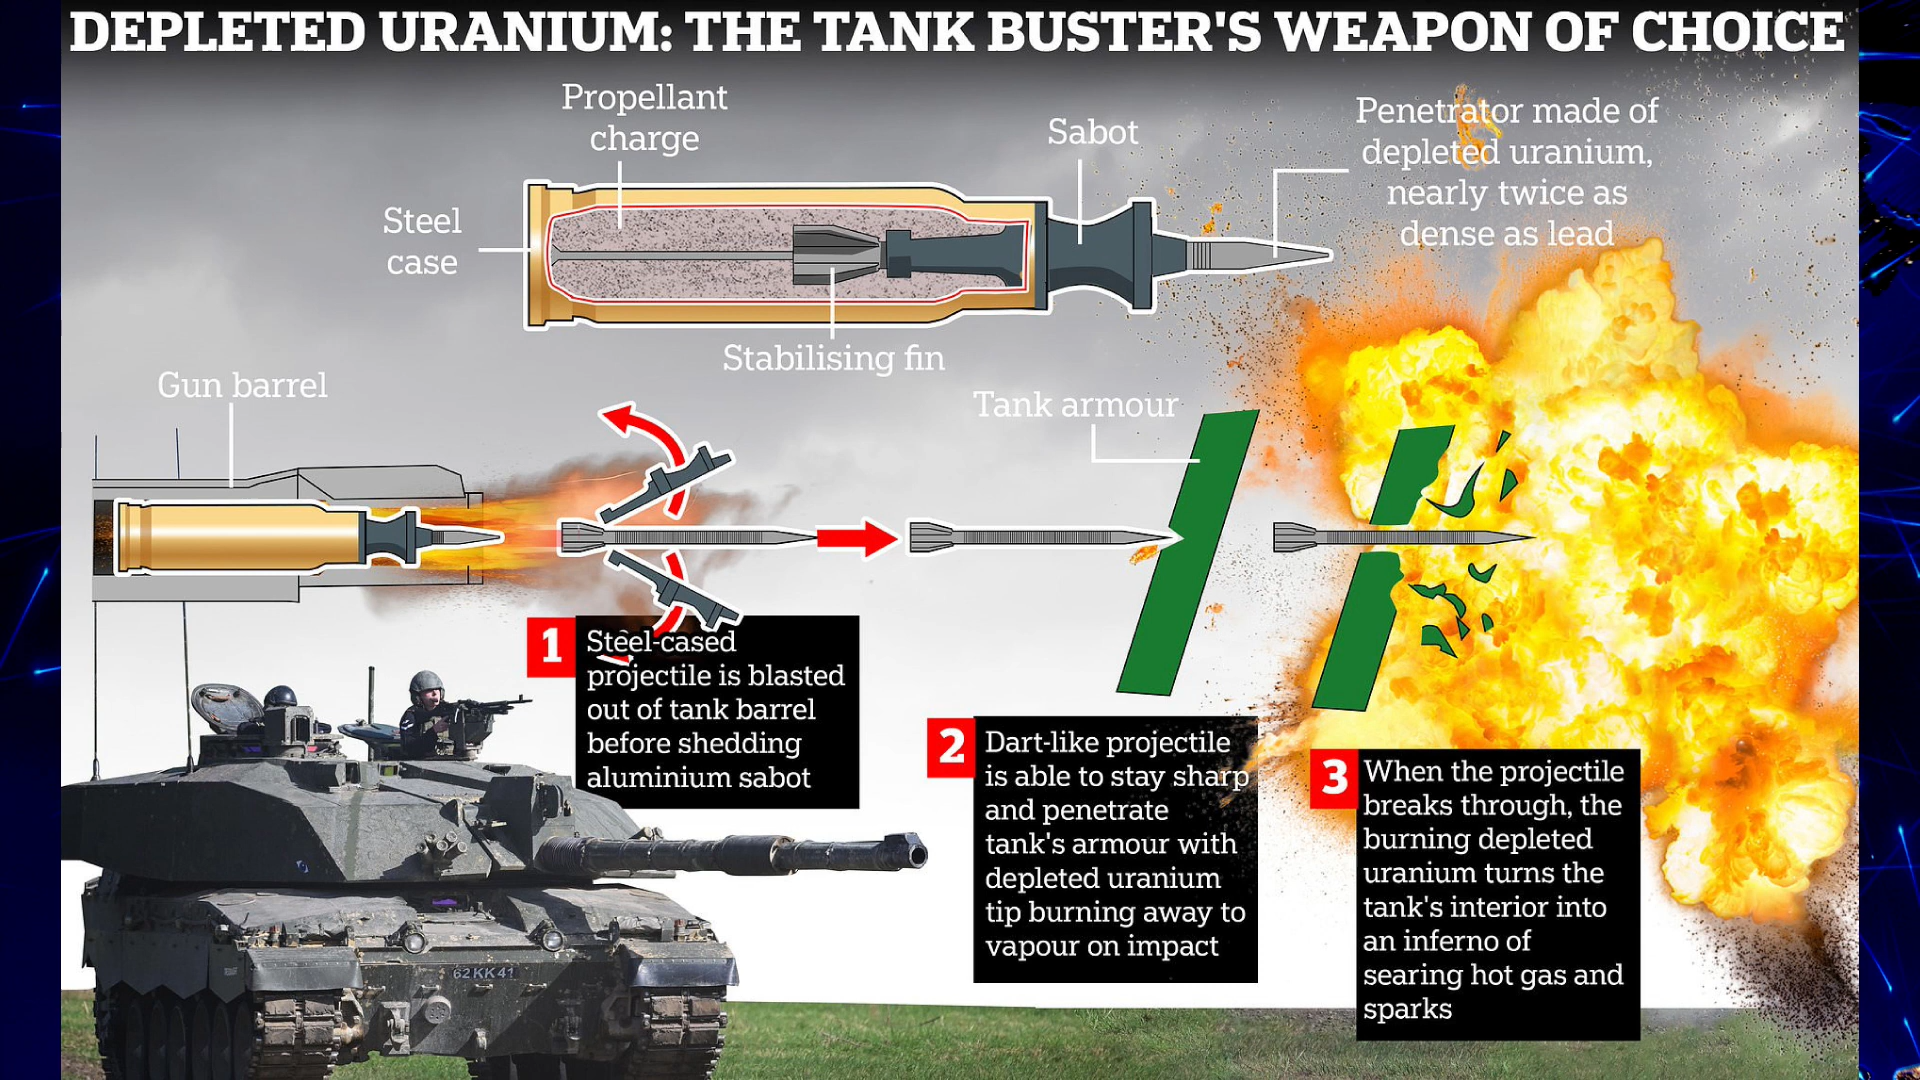 DEPLETED URANIUM: THE TANK BUSTER'S WEAPON OF CHOICE
Propellant
charge
Sabot
Penetrator made of
depleted uranium,
nearly twice as
dense as lead
Steel
case
Stabilising fin
Gun barrel
Tank armour
1
Steel-cased
projectile is blasted
out of tank barrel
before shedding
aluminium sabot
2
Dart-like projectile
is able to stay sharp
and penetrate
tank's armour with
depleted uranium
tip burning away to
vapour on impact
3
When the projectile
breaks through, the
burning depleted
uranium turns the
tank's interior into
an inferno of
searing hot gas and
sparks
62KK41